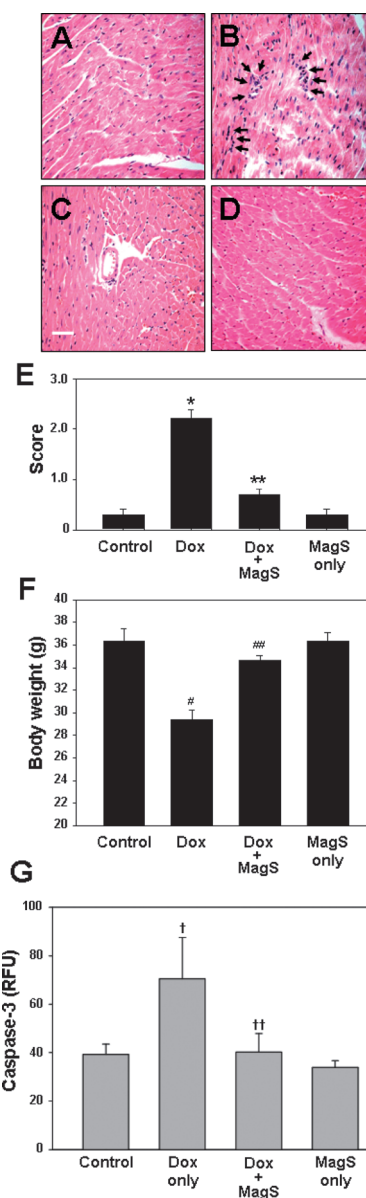 A
B
C
D
E
Score
3.0
2.0
1.0
0
*
**
Control
Dox
Dox
+
MagS
MagS
only
F
Body weight (g)
40
38
36
34
32
30
28
26
24
22
20
#
##
Control
Dox
Dox
+
MagS
MagS
only
G
Caspase-3 (RFU)
100
80
60
40
20
0
†
††
Control
Dox
only
Dox
+
MagS
MagS
only